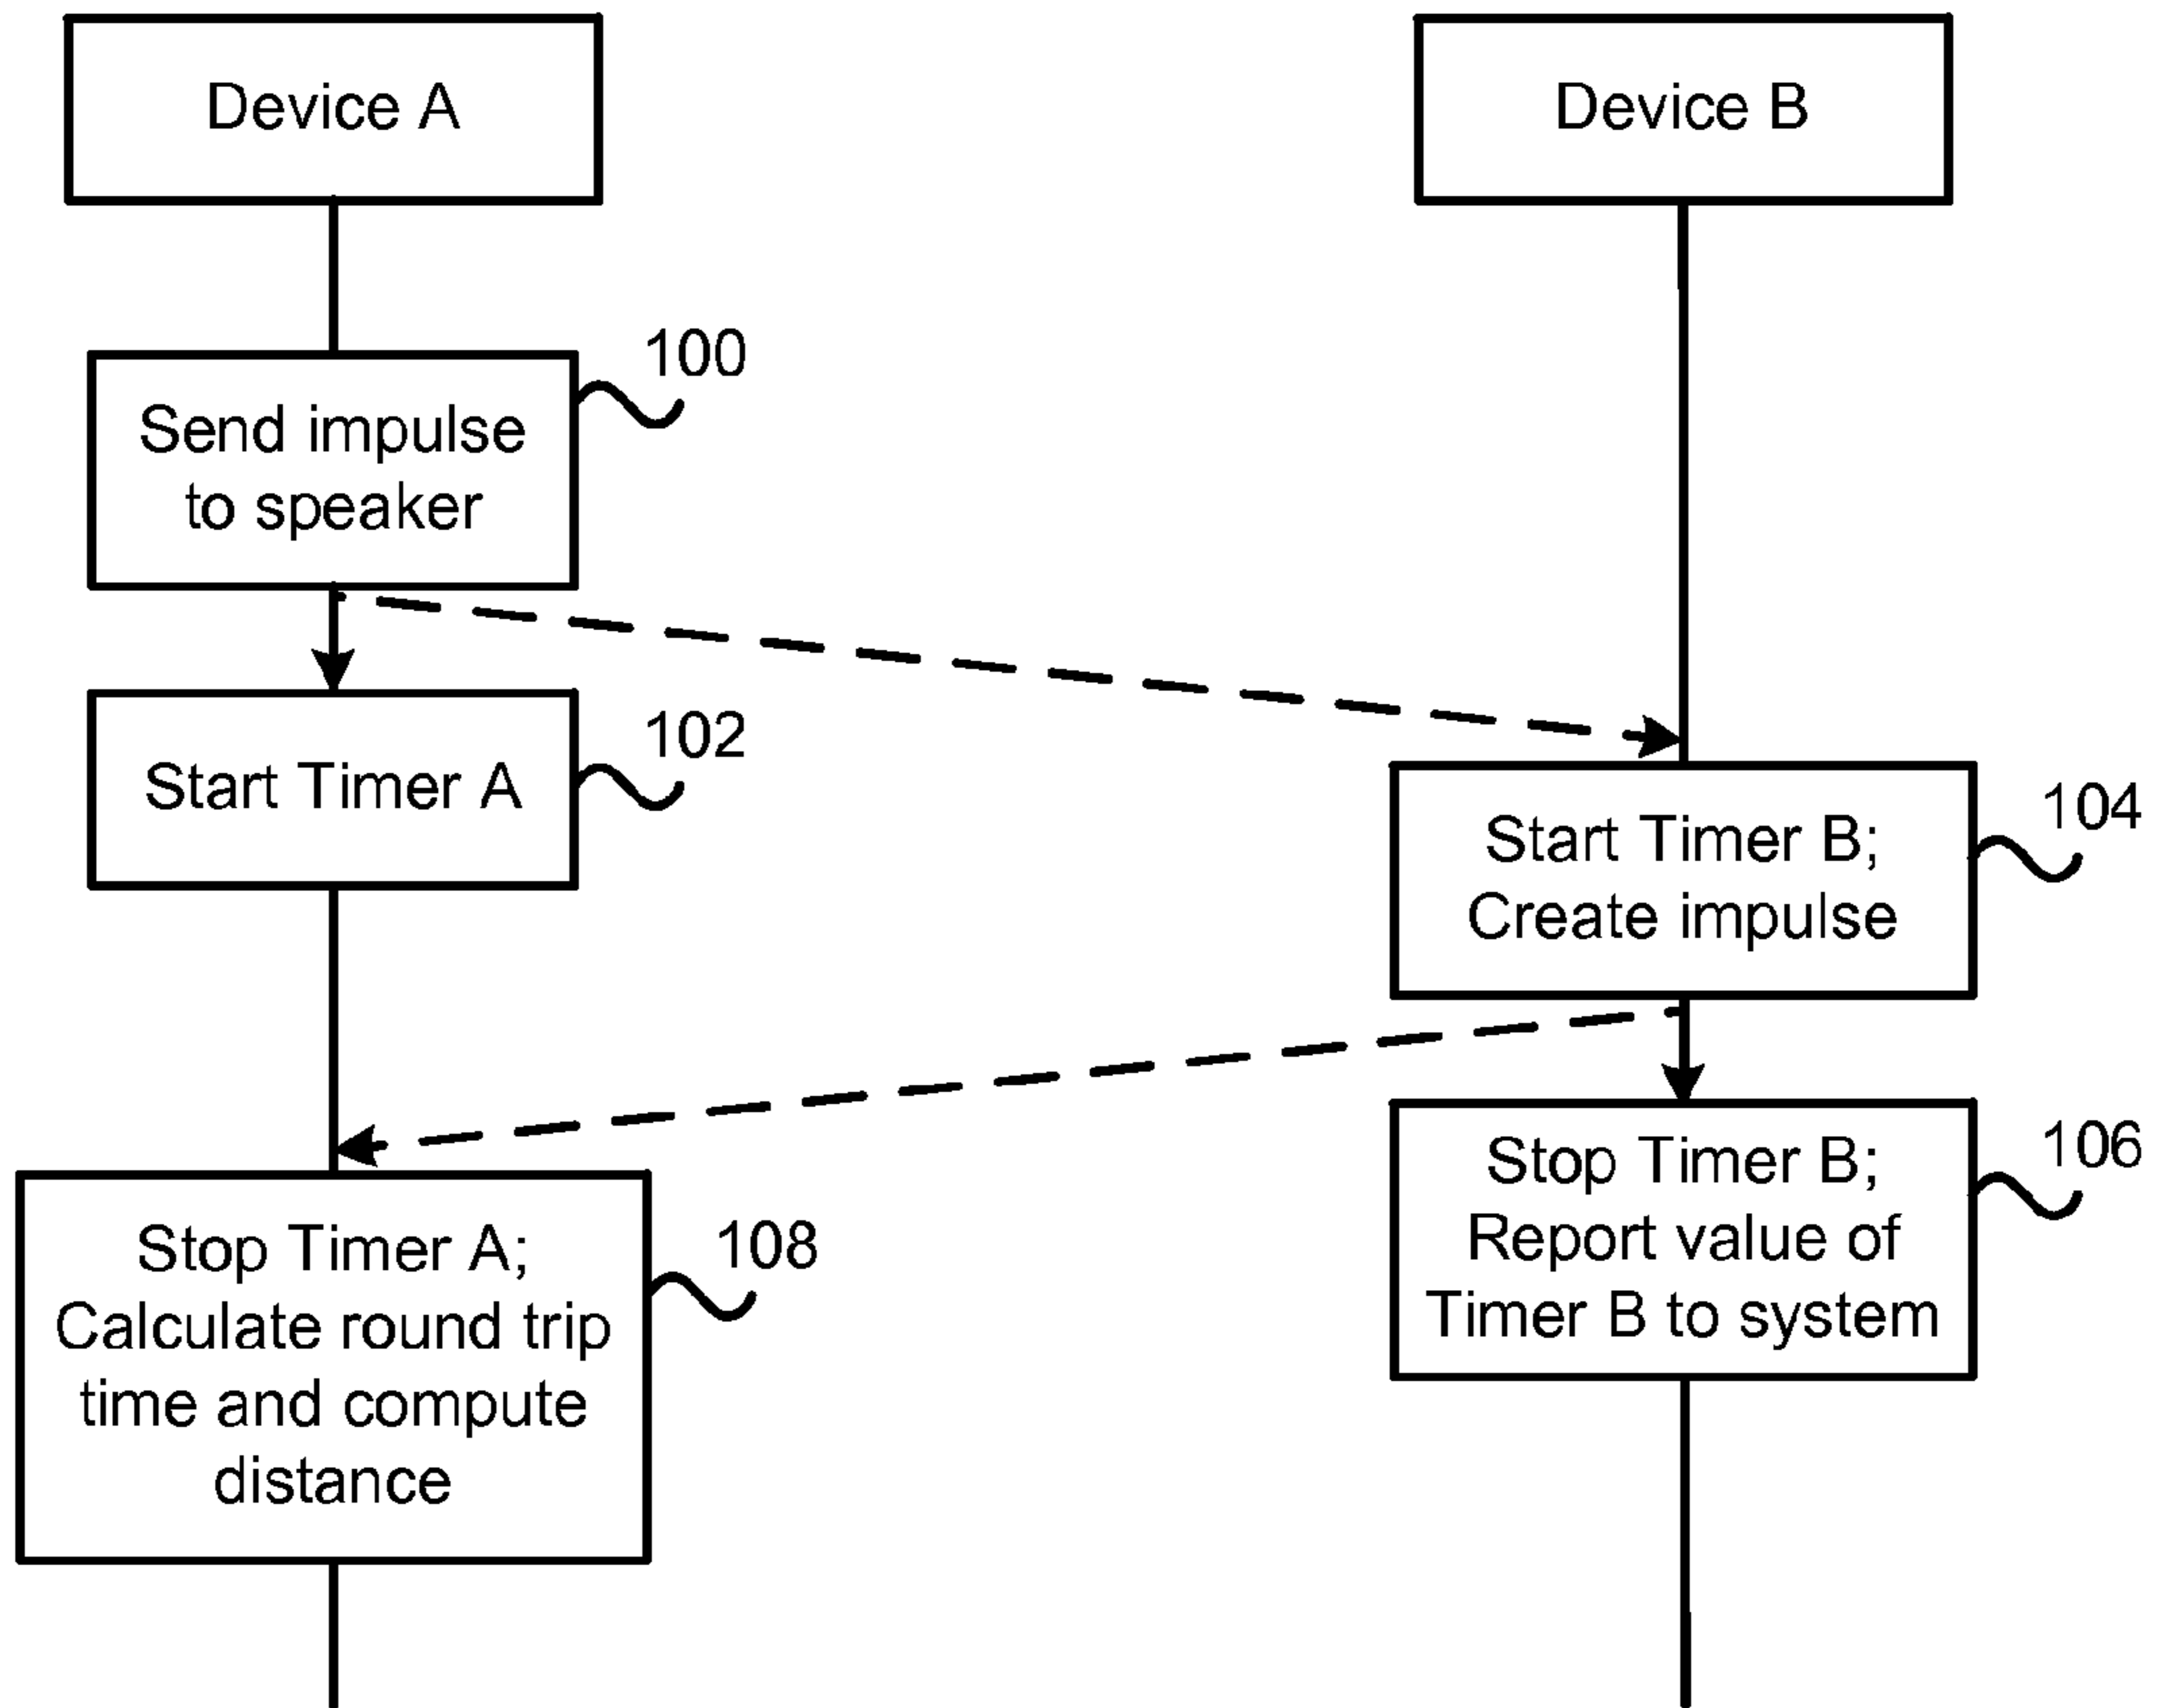 Device A
Device B
100
Send impulse
to speaker
102
Start Timer A
104
Start Timer B;
Create impulse
106
Stop Timer B;
Report value of
Timer B to system
108
Stop Timer A;
Calculate round trip
time and compute
distance